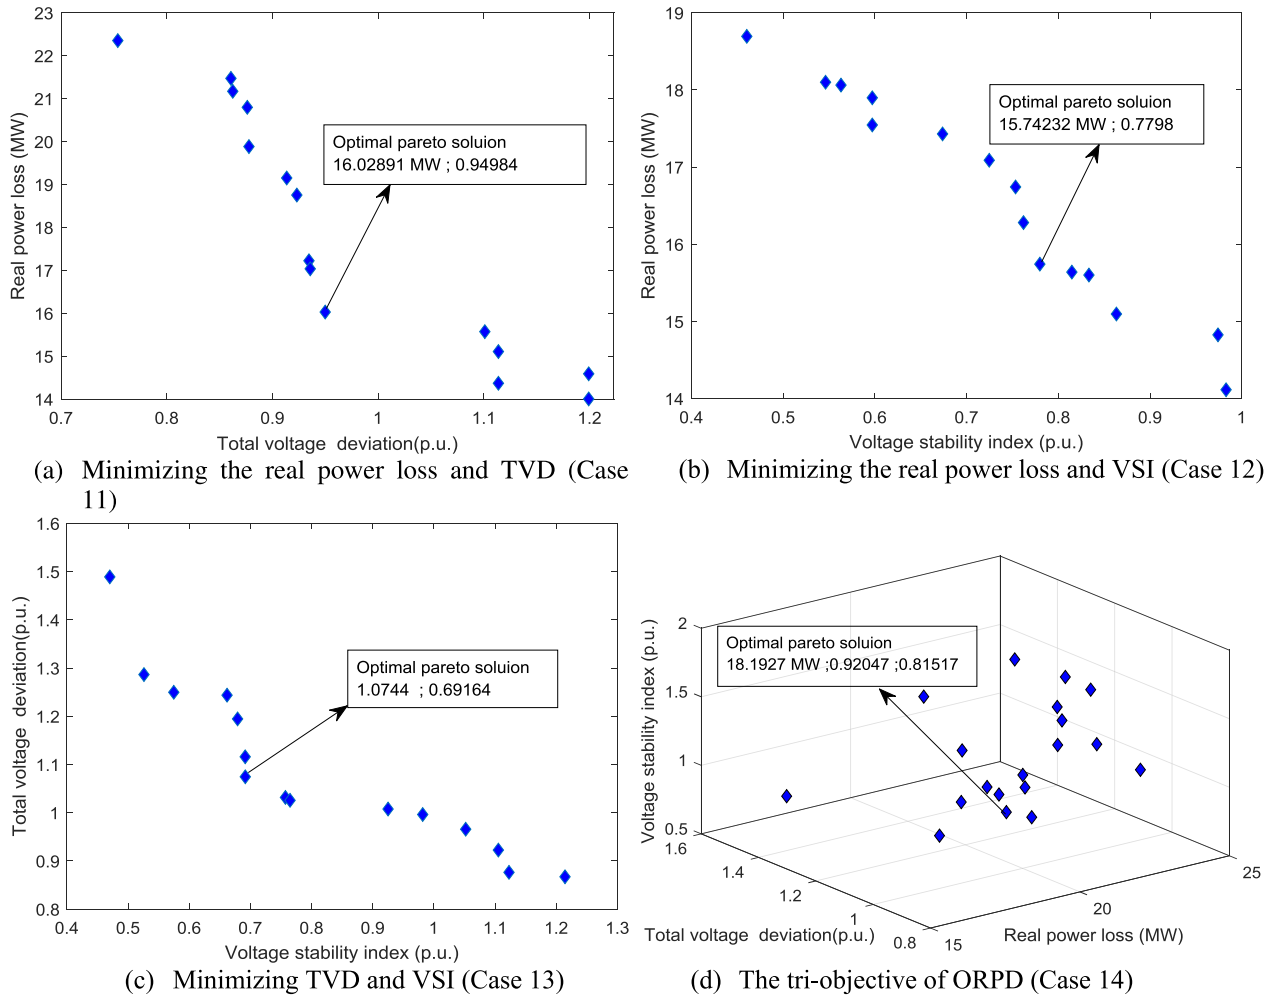 23
22
21
20
19
18
17
16
15
14
0.7
0.8
0.9
1
1.1
1.2
Real power loss (MW)
Total voltage deviation(p.u.)
Optimal pareto soluion
16.02891 MW ; 0.94984
(a) Minimizing the real power loss and TVD (Case
11)
19
18
17
16
15
14
0.4
0.5
0.6
0.7
0.8
0.9
1
Real power loss (MW)
Voltage stability index (p.u.)
Optimal pareto soluion
15.74232 MW ; 0.7798
(b) Minimizing the real power loss and VSI (Case 12)
1.6
1.5
1.4
1.3
1.2
1.1
1
0.9
0.8
0.4
0.5
0.6
0.7
0.8
0.9
1
1.1
1.2
1.3
Total voltage deviation(p.u.)
Voltage stability index (p.u.)
Optimal pareto soluion
1.0744 ; 0.69164
(c) Minimizing TVD and VSI (Case 13)
2
1.5
1
0.5
1.6
1.4
1.2
1
0.8
15
20
25
Voltage stability index (p.u.)
Total voltage deviation(p.u.)
Real power loss (MW)
Optimal pareto soluion
18.1927 MW ;0.92047 ;0.81517
(d) The tri-objective of ORPD (Case 14)